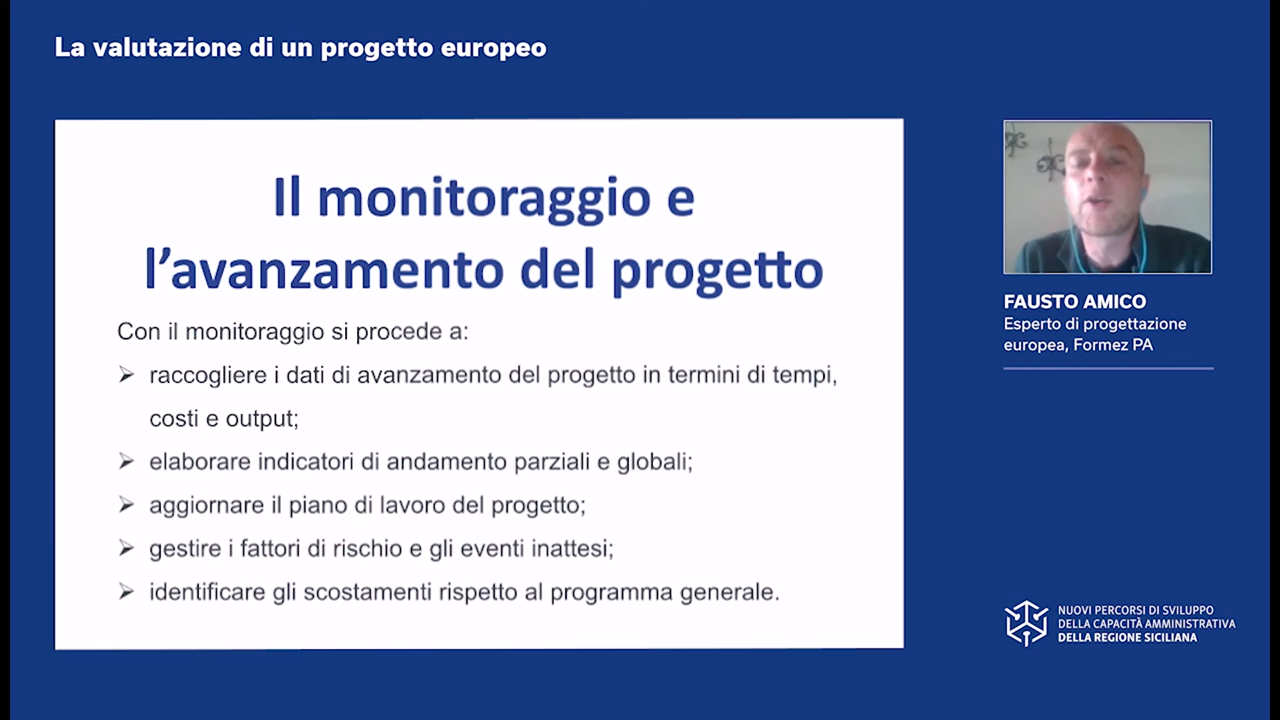 La valutazione di un progetto europeo
Il monitoraggio e
l’avanzamento del progetto
Con il monitoraggio si procede a:
➢ raccogliere i dati di avanzamento del progetto in termini di tempi,
costi e output;
➢ elaborare indicatori di andamento parziali e globali;
➢ aggiornare il piano di lavoro del progetto;
➢ gestire i fattori di rischio e gli eventi inattesi;
➢ identificare gli scostamenti rispetto al programma generale.
FAUSTO AMICO
Esperto di progettazione
europea, Formez PA
NUOVI PERCORSI DI SVILUPPO
DELLA CAPACITÀ AMMINISTRATIVA
DELLA REGIONE SICILIANA